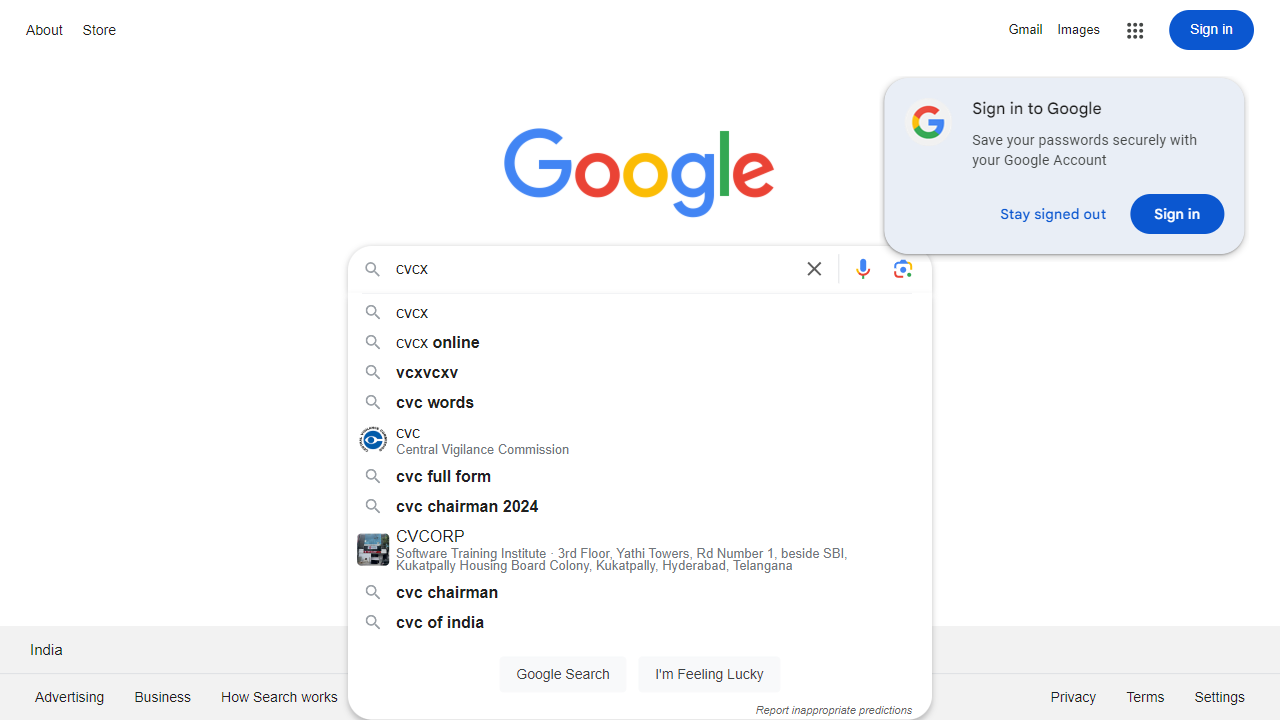 About Store
Gmail Images Sign in
Sign in to Google
Save your passwords securely with
your Google Account
Stay signed out Sign in
Google
cvcx
cvcx
cvcx online
vcxvcxv
cvc words
cvc
Central Vigilance Commission
cvc full form
cvc chairman 2024
CVCORP
Software Training Institute · 3rd Floor, Yathi Towers, Rd Number 1, beside SBI,
Kukatpally Housing Board Colony, Kukatpally, Hyderabad, Telangana
cvc chairman
cvc of india
Google Search I'm Feeling Lucky
Report inappropriate predictions
India
Advertising Business How Search works
Privacy Terms Settings